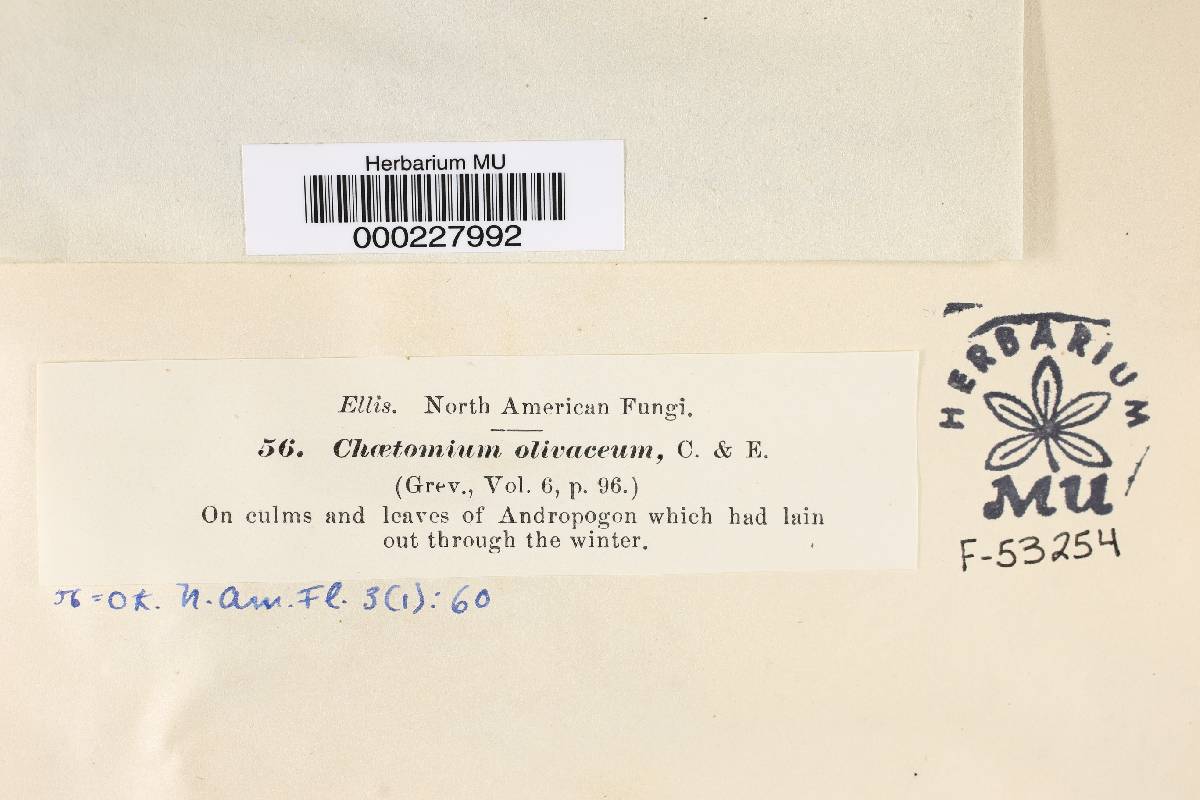 Herbarium MU
000227992
HERBARIUM
MU
F-53254
Ellis. North American Fungi.
56. Chætomium olivaceum, C. & E.
(Grev., Vol. 6, p. 96.)
On culms and leaves of Andropogon which had lain
out through the winter.
56=OK. N. Am. Fl. 3(1): 60